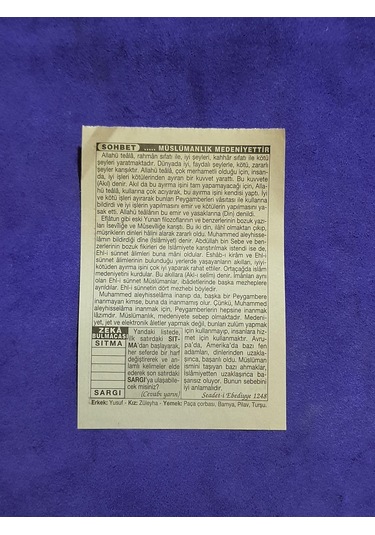 SOHBET ..... MÜSLÜMANLIK MEDENİYETTİR
Allahü teâlâ, rahmân sıfatı ile, iyi şeyleri, kahhâr sıfatı ile kötü
şeyleri yaratmaktadır. Dünyada iyi, faydalı şeylerle, kötü, zararlı
şeyler karışıktır. Allahü teâlâ, çok merhametli olduğu için, insan-
da, iyi işleri kötülerinden ayıran bir kuvvet yarattı. Bu kuvvete
(Akıl) denir. Akıl da bu ayırma işini tam yapamayacağı için, Alla-
hü teâlâ, kullarına çok acıyarak, bu ayırma işini kendisi yaptı. İyi
ve kötü işleri ayırarak bunları Peygamberleri vâsıtası ile kullarına
bildirdi ve iyi işlerin yapılmasını emir ve kötülerin yapılmasını ya-
sak etti. Allahü teâlânın bu emir ve yasaklarına (Din) denildi.
Eflâtun gibi eski Yunan filozoflarının ve benzerlerinin bozuk yazı-
ları İsevîliğe ve Mûsevîliğe karıştı. Bu iki din, ilâhî olmaktan çıkıp,
müşriklerin dinleri hâlini alarak zararlı oldu. Muhammed aleyhisse-
lâmın bildirdiği dîne (İslâmiyet) denir. Abdüllah bin Sebe ve ben-
zerlerinin bozuk fikirleri de İslâmiyete karıştırılmak istendi ise de,
Ehl-i sünnet âlimleri buna mâni oldular. Eshâb-ı kirâm ve Ehl-i
sünnet âlimlerinin bulunduğu yerlerde yaşayanların akılları, iyiyi-
kötüden ayırma işini çok iyi yaparak rahat ettiler. Ortaçağda islâm
medeniyetini kurdular. Bu akıllara (Akl-ı selîm) denir. Îmânları aynı
olan Ehl-i sünnet Müslümanlar, ibâdetlerinde başka mezheplere
ayrıldılar. Ehl-i sünnetin dört mezhebi böyledir.
Muhammed aleyhisselâma inanıp da, başka bir Peygambere
inanmayan kimse, buna da inanmamış olur. Çünkü, Muhammed
aleyhisselâma inanmak için, Peygamberlerin hepsine inanmak
lâzımdır. Müslümanlık, medeniyete sebep olmaktadır. Medeni-
yet, jet ve elektronik âletler yapmak değil, bunları zulüm yapmak
ZEKÂ
BULMACASI
SITMA
SARGI
Yandaki listede,
ilk satırdaki SIT-
MA'dan başlayarak,
her seferde bir harf
değiştirerek ve an-
lamlı kelimeler elde
ederek son satırdaki
SARGI'ya ulaşabile-
cek misiniz?
(Cevabı yarın)
için kullanmayıp, insanlara hiz-
met için kullanmaktır. Avru-
pa'da, Amerika'da bazı fen
adamları, dinlerinden uzakla-
şınca, başarılı oldu. Müslüman
ismini taşıyan bazı ahmaklar,
İslâmiyetten uzaklaşınca ba-
şarısız oluyor. Bunun sebebini
iyi anlamalıdır.
Seadet-i Ebediyye 1248
Erkek: Yusuf - Kız: Züleyha - Yemek: Paça çorbası, Bamya, Pilav, Turşu.